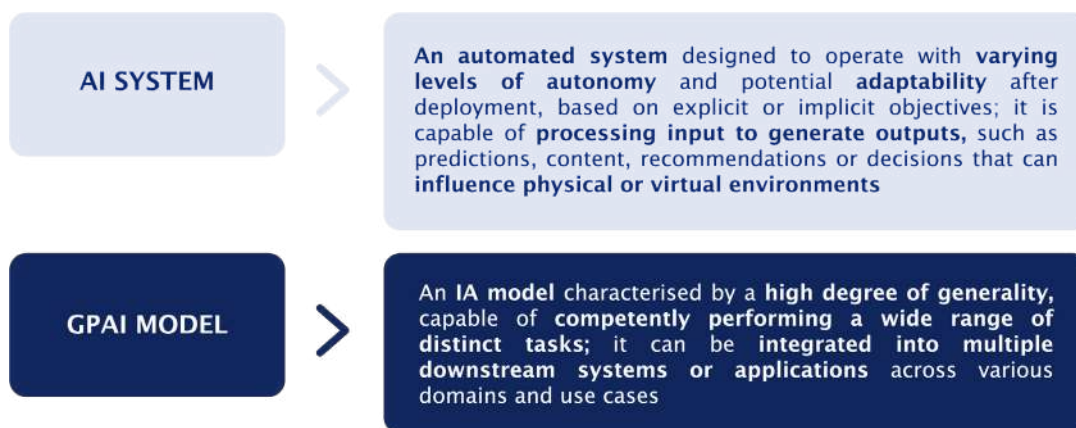 AI SYSTEM
An automated system designed to operate with varying
levels of autonomy and potential adaptability after
deployment, based on explicit or implicit objectives; it is
capable of processing input to generate outputs, such as
predictions, content, recommendations or decisions that can
influence physical or virtual environments
GPAI MODEL
An IA model characterised by a high degree of generality,
capable of competently performing a wide range of
distinct tasks; it can be integrated into multiple
downstream systems or applications across various
domains and use cases